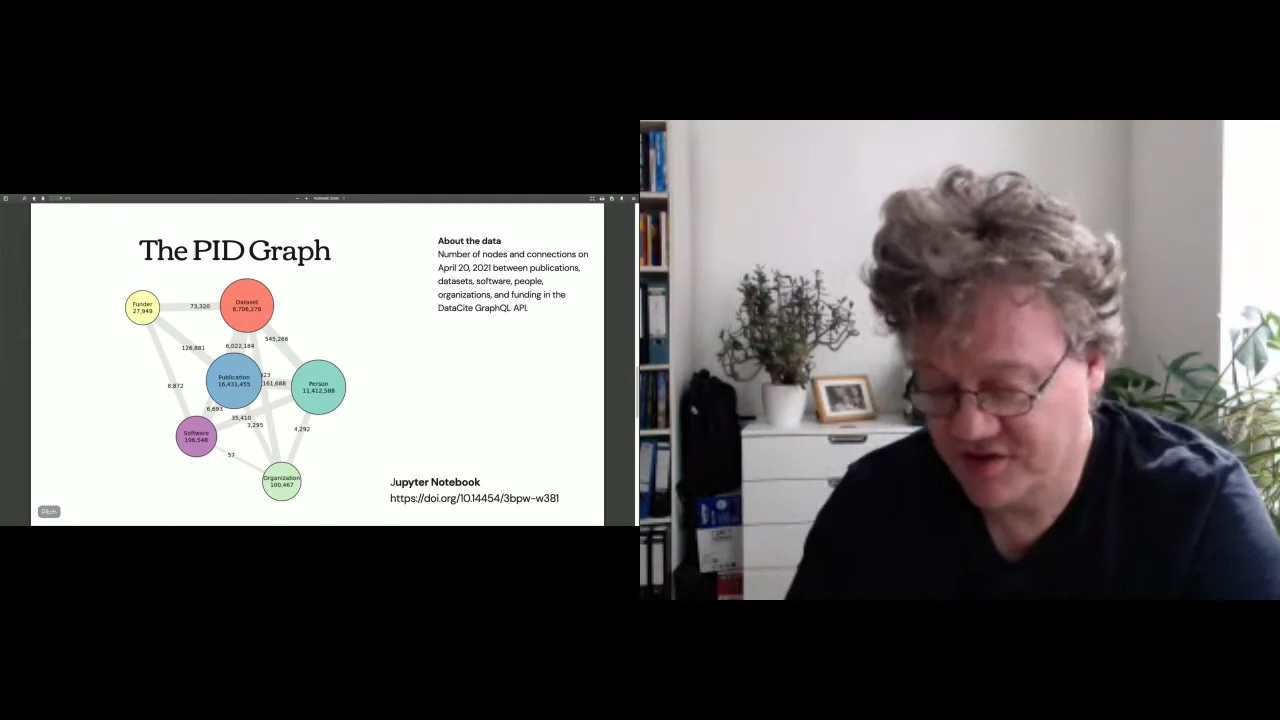 Automatic Zoom
The PID Graph
About the data
Number of nodes and connections on
April 20, 2021 between publications,
datasets, software, people,
organizations, and funding in the
DataCite GraphQL API.
Funder
27,949
73,320
Dataset
8,706,276
545,266
126,881
6,022,184
8,872
Publication
16,431,455
161,688
Person
11,412,588
6,693
35,410
3,295
4,292
Software
196,548
57
Organization
100,467
Jupyter Notebook
https://doi.org/10.14454/3bpw-w381
Pitch